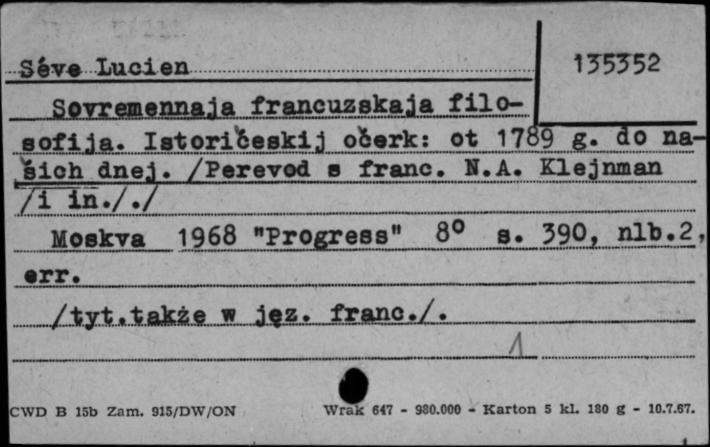 Séve Lucien
135352
Sovremennaja francuzskaja filo-
sofija. Istoričeskij očerk: ot 1789 g. do na-
šich dnej. /Perevod s franc. N.A. Klejnman
/i in././
Moskva 1968 "Progress" 8° s. 390, nlb.2,
err.
/tyt.także w jęz. franc./.
1
CWD B 15b Zam. 915/DW/ON Wrak 647 - 980.000 - Karton 5 kl. 180 g - 10.7.67.